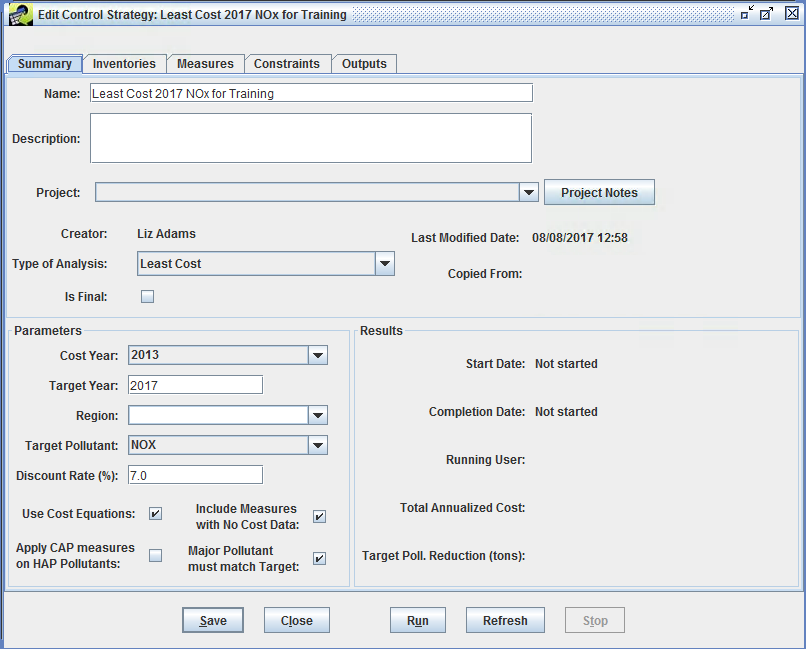 Edit Control Strategy: Least Cost 2017 NOx for Training
Summary Inventories Measures Constraints Outputs
Name: Least Cost 2017 NOx for Training
Description:
Project: Project Notes
Creator: Liz Adams
Last Modified Date: 08/08/2017 12:58
Type of Analysis: Least Cost
Copied From:
Is Final:
Parameters
Cost Year: 2013
Target Year: 2017
Region:
Target Pollutant: NOX
Discount Rate (%): 7.0
Use Cost Equations:
Include Measures
with No Cost Data:
Apply CAP measures
on HAP Pollutants:
Major Pollutant
must match Target:
Results
Start Date: Not started
Completion Date: Not started
Running User:
Total Annualized Cost:
Target Poll. Reduction (tons):
Save Close Run Refresh Stop